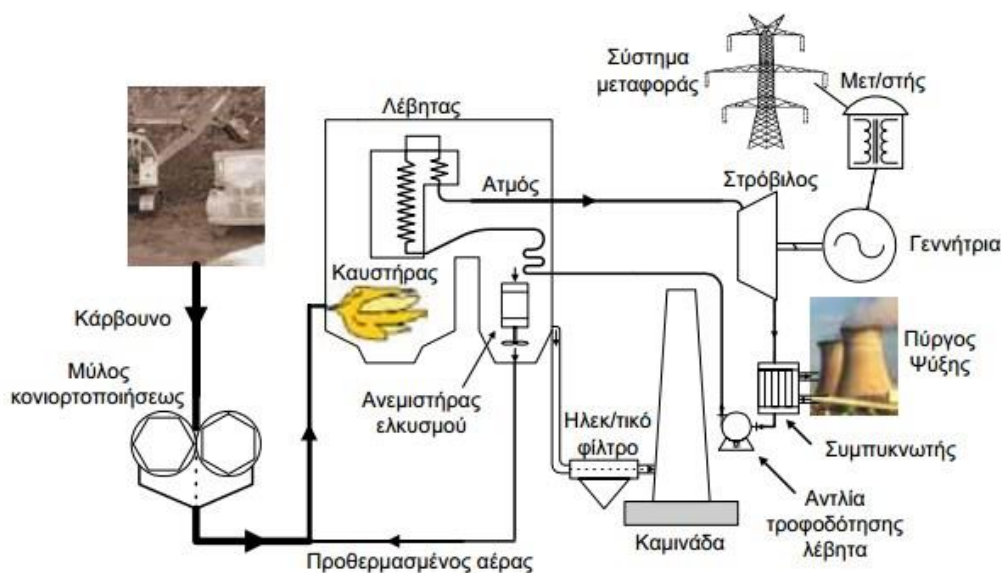 Σύστημα
μεταφοράς
Μετ/στής
Λέβητας
Ατμός
Στρόβιλος
Γεννήτρια
Καυστήρας
Κάρβουνο
Μύλος
κονιορτοποιήσεως
Ανεμιστήρας
ελκυσμού
Ηλεκ/τικό
φίλτρο
Πύργος
Ψύξης
Συμπυκνωτής
Αντλία
τροφοδότησης
λέβητα
Καμινάδα
Προθερμασμένος αέρας